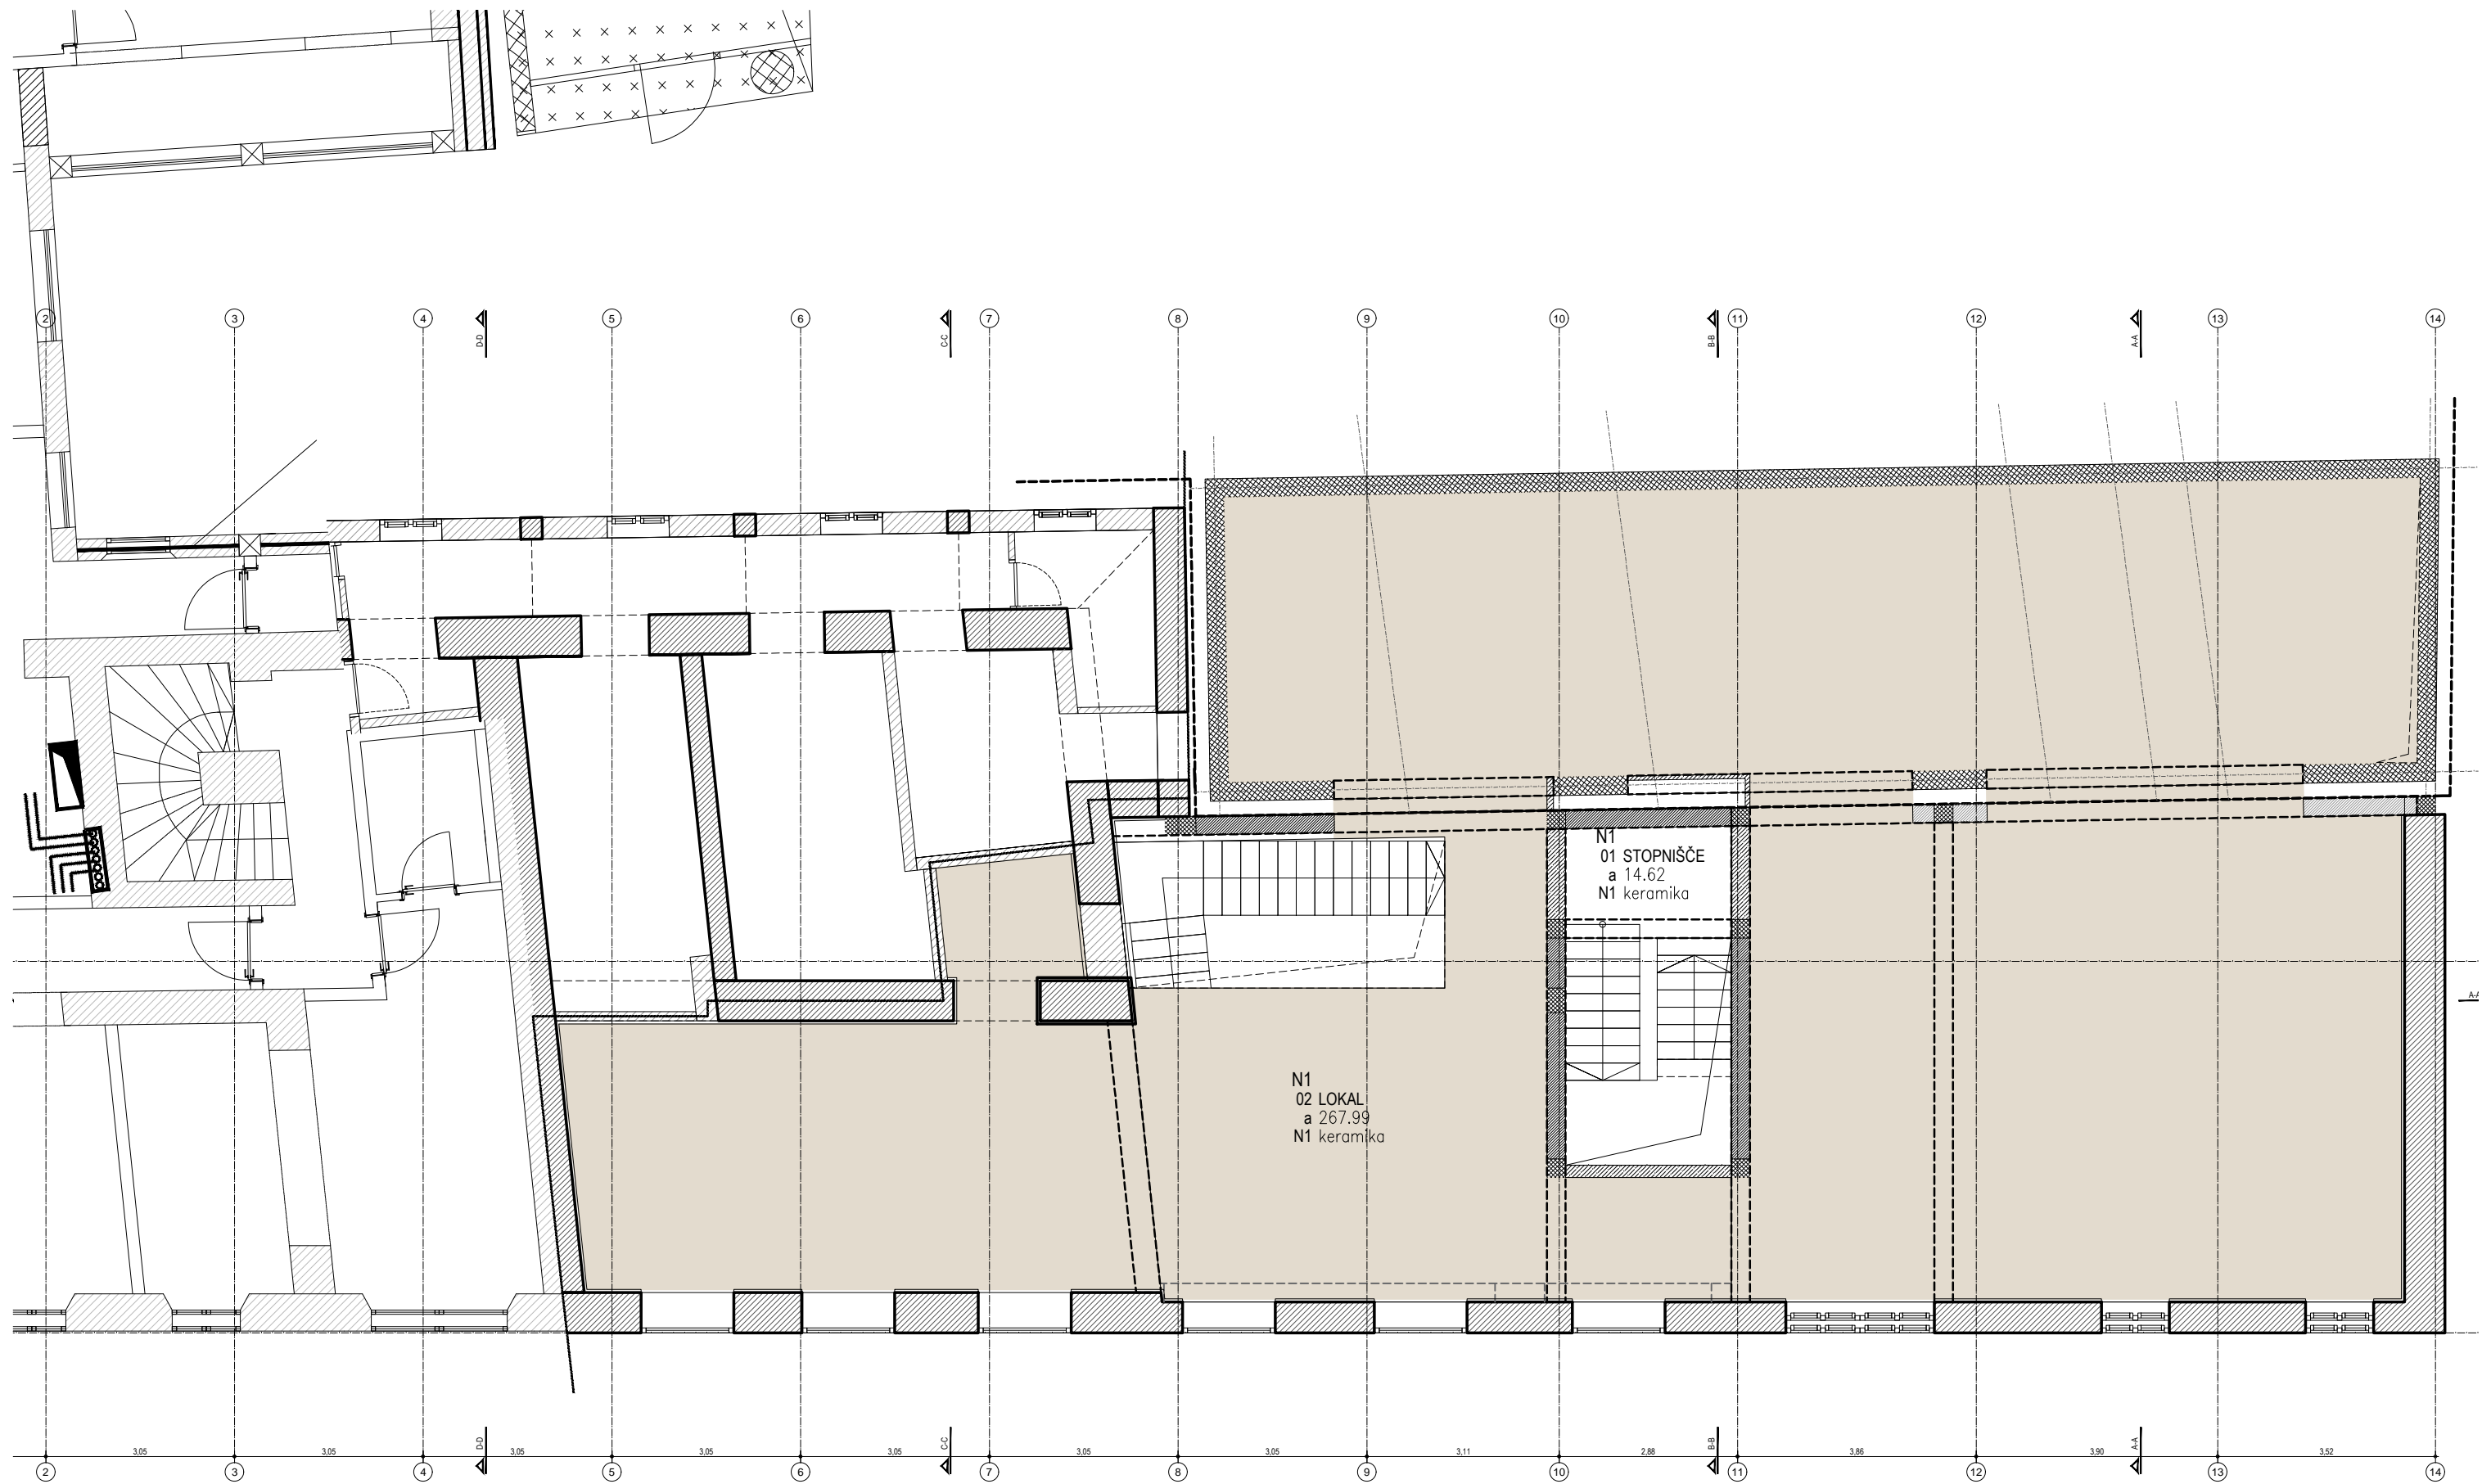 2 3 4 5 6 7 8 9 10 11 12 13 14
D-D C-C B-B A-A
N1
01 STOPNIŠČE
a 14.62
N1 keramika
A-A
N1
02 LOKAL
a 267.99
N1 keramika
D-D C-C B-B A-A
3,05 3,05 3,05 3,05 3,05 3,05 3,05 3,11 2,88 3,86 3,90 3,52
2 3 4 5 6 7 8 9 10 11 12 13 14